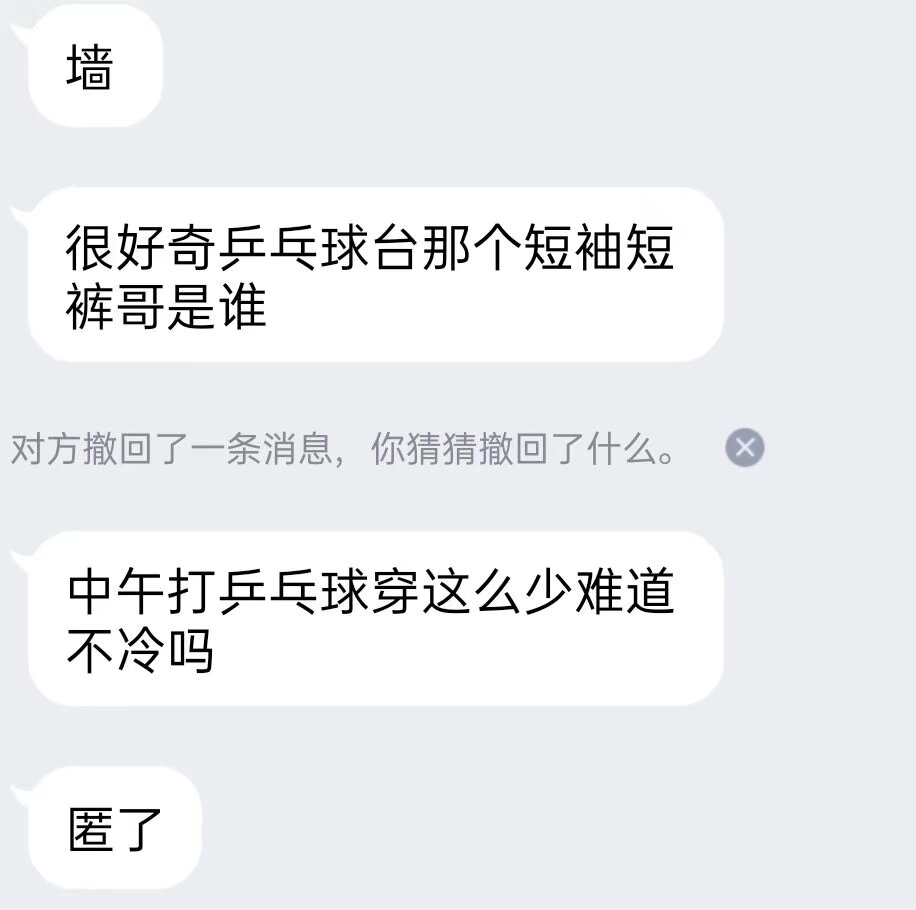 墙
很好奇乒乓球台那个短袖短
裤哥是谁
对方撤回了一条消息，你猜猜撤回了什么。
中午打乒乓球穿这么少难道
不冷吗
匿了